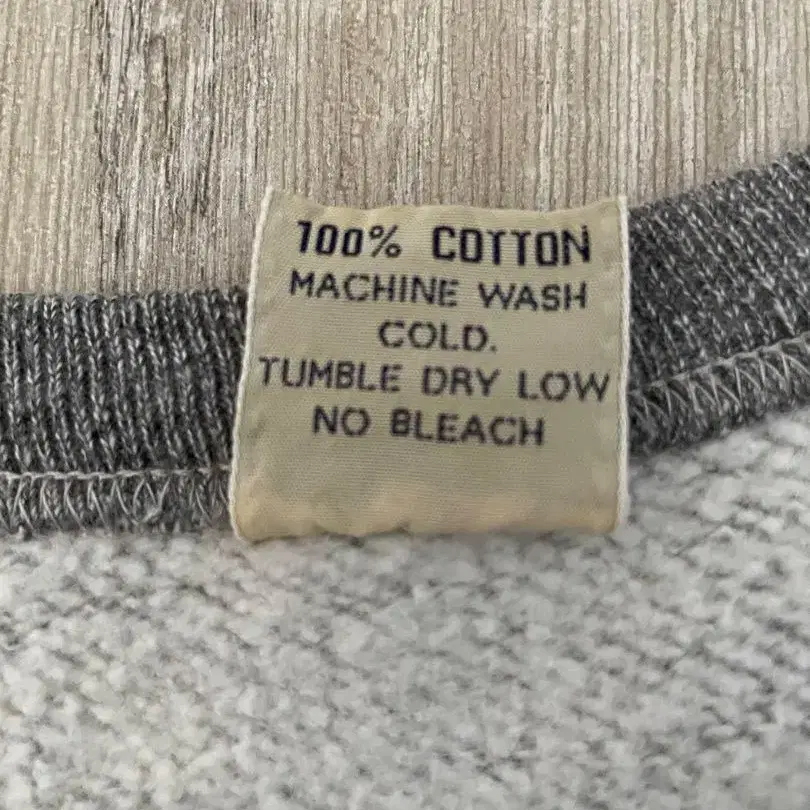 100% COTTON
MACHINE WASH
COLD.
TUMBLE DRY LOW
NO BLEACH